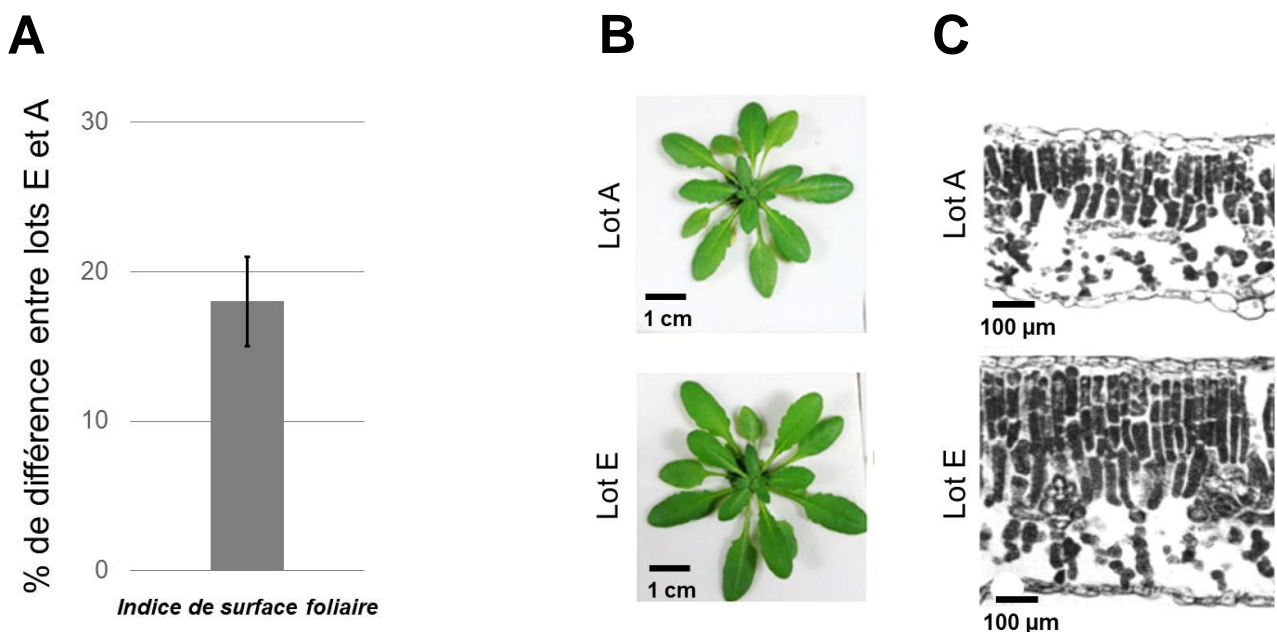 A
B
C
% de différence entre lots E et A
30
20
10
0
Indice de surface foliaire
Lot A
1 cm
Lot E
1 cm
Lot A
100 µm
Lot E
100 µm